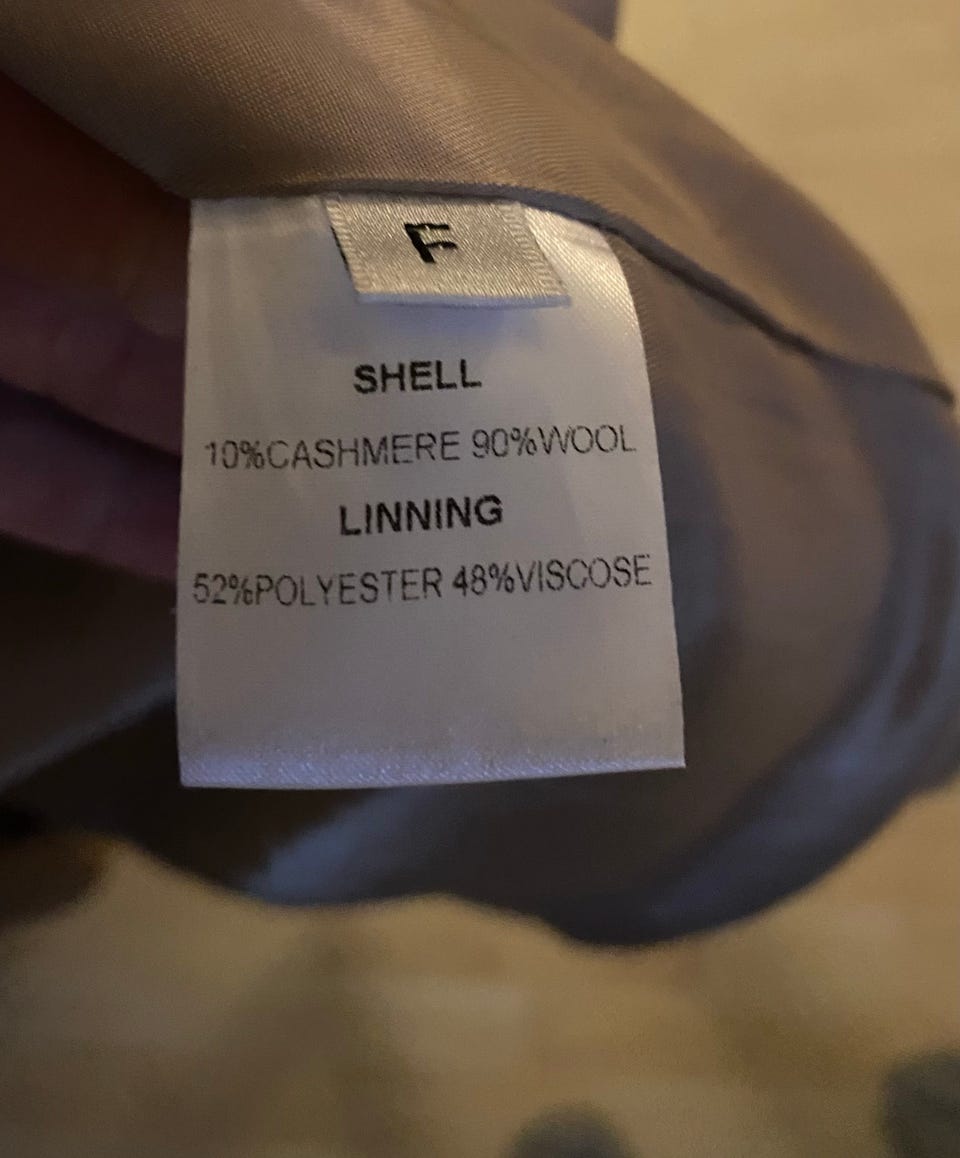 F
SHELL
10%CASHMERE 90%WOOL
LINNING
52%POLYESTER 48%VISCOSE